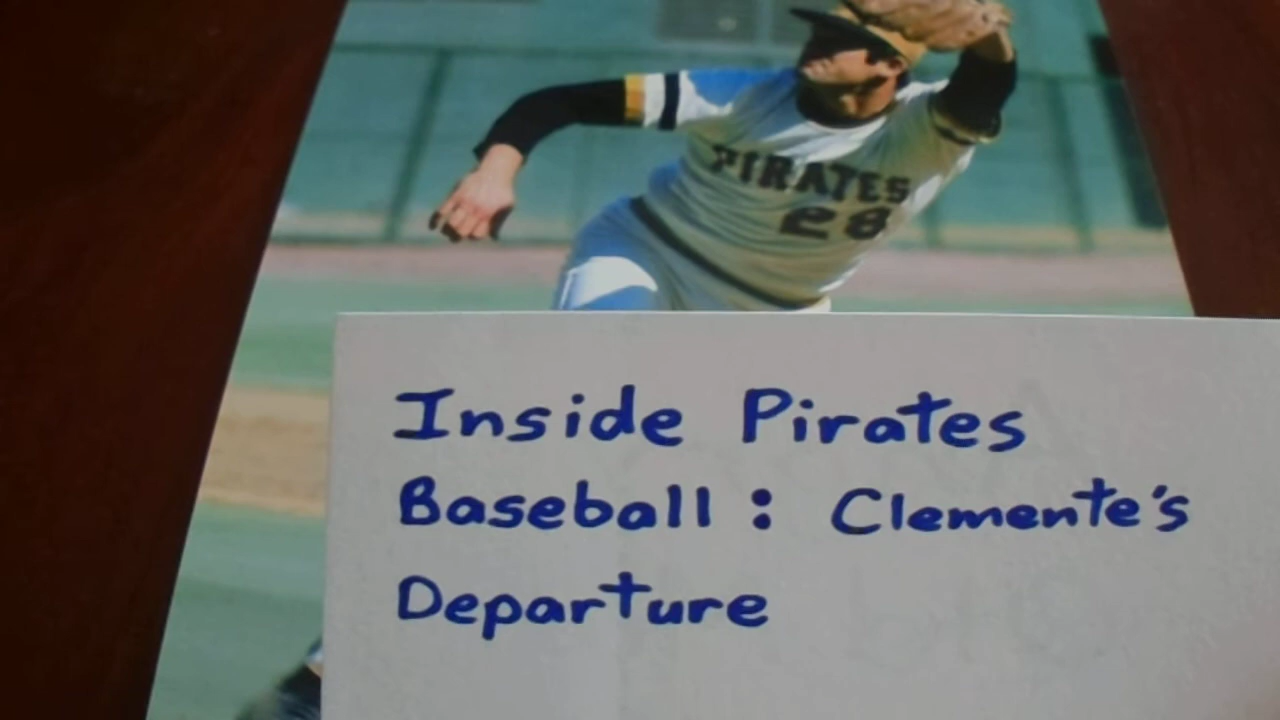 PIRATES
28
Inside Pirates
Baseball : Clemente's
Departure